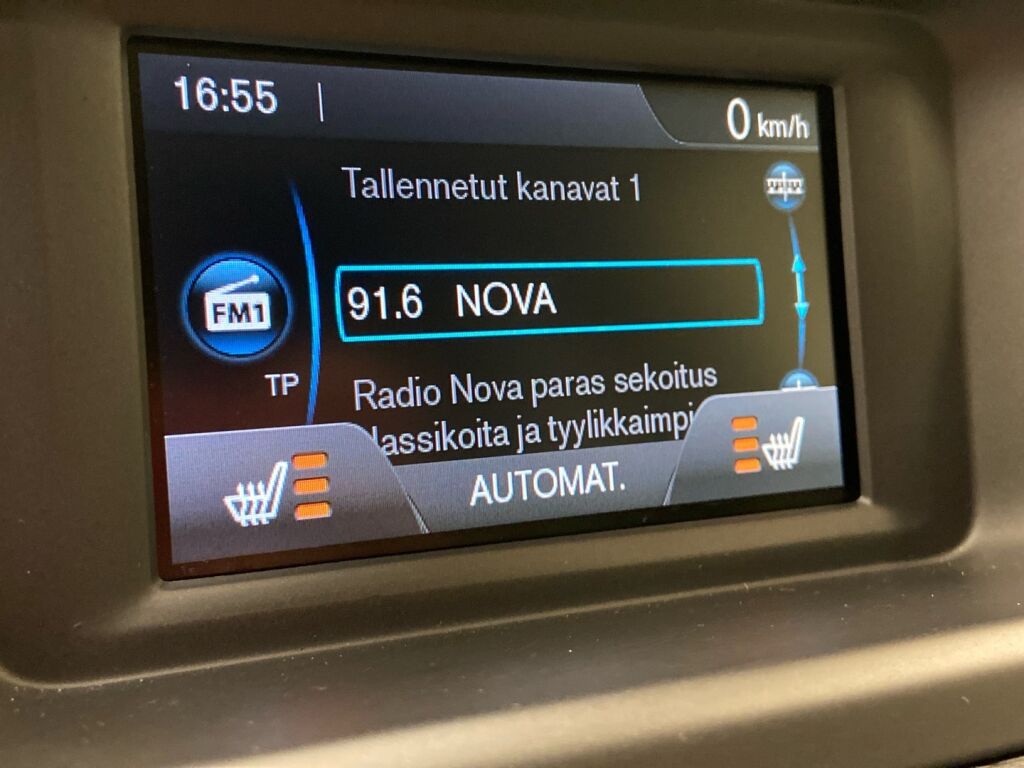 16:55
0 km/h
Tallennetut kanavat 1
FM1
91.6 NOVA
TP
Radio Nova paras sekoitus
lassikoita ja tyylikkaimpi
AUTOMAT.